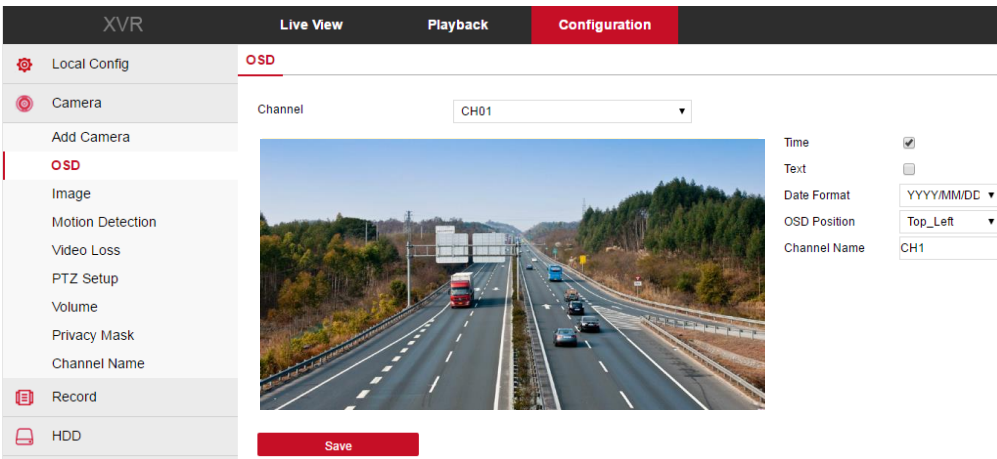 XVR
Live View
Playback
Configuration
Local Config
Camera
Add Camera
OSD
Image
Motion Detection
Video Loss
PTZ Setup
Volume
Privacy Mask
Channel Name
Record
HDD
OSD
Channel
CH01
Time
Text
Date Format
YYYY/MM/DD
OSD Position
Top_Left
Channel Name
CH1
Save